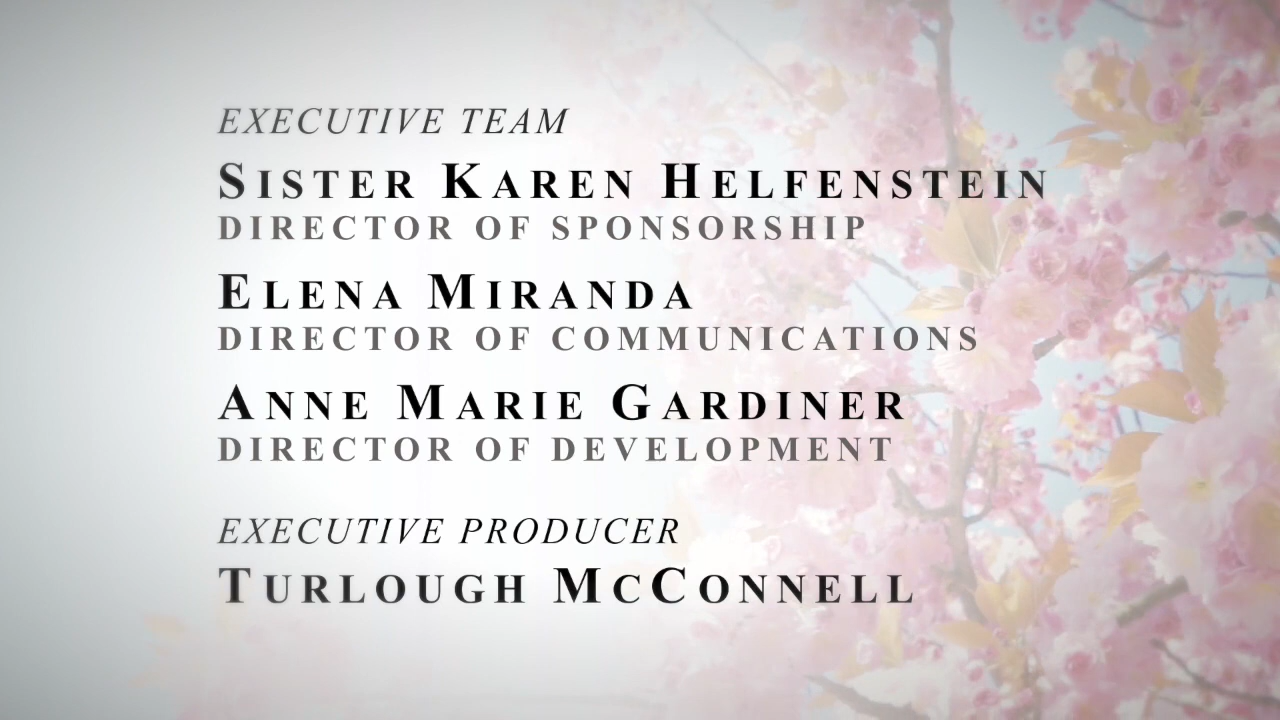 EXECUTIVE TEAM
SISTER KAREN HELFENSTEIN
DIRECTOR OF SPONSORSHIP
ELENA MIRANDA
DIRECTOR OF COMMUNICATIONS
ANNE MARIE GARDINER
DIRECTOR OF DEVELOPMENT
EXECUTIVE PRODUCER
TURLOUGH MCCONNELL